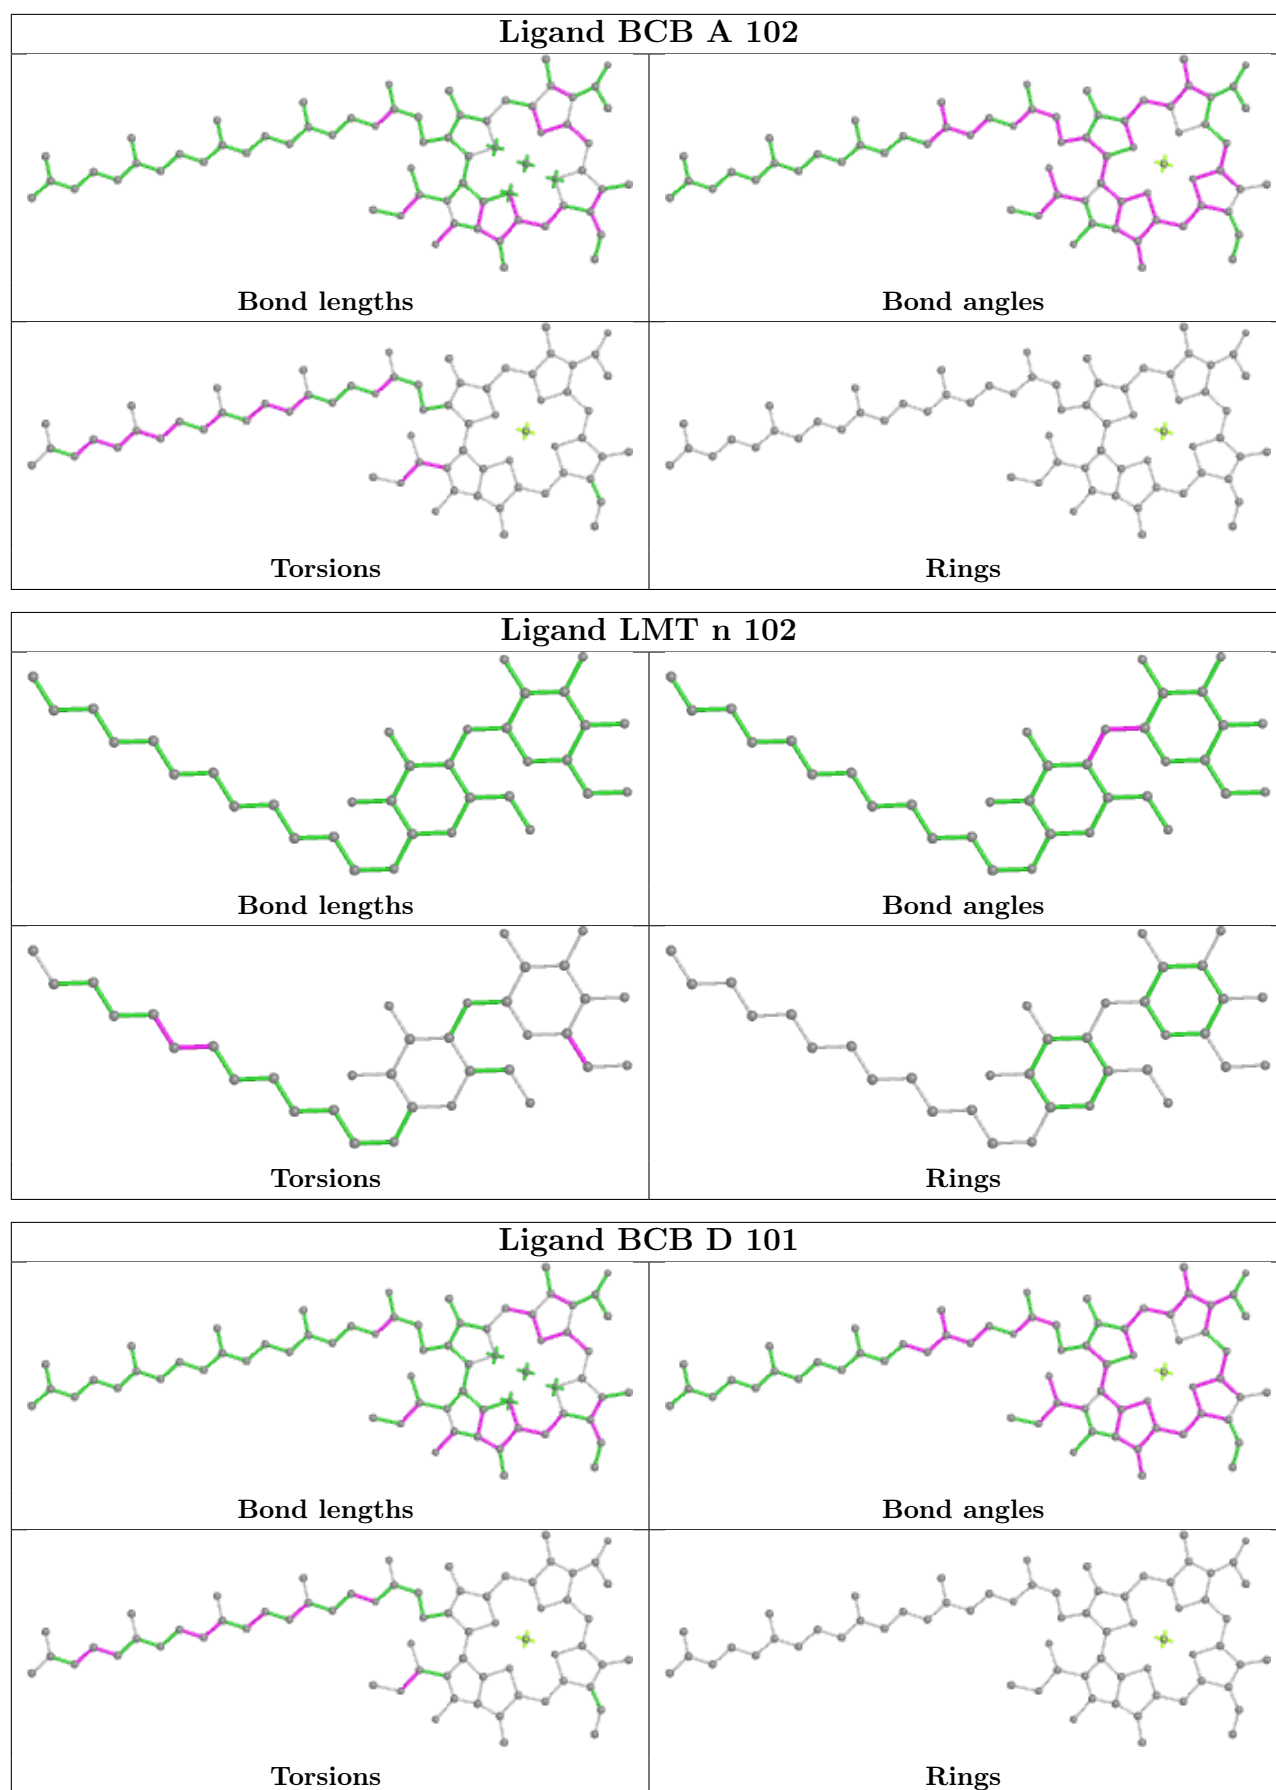 Ligand BCB A 102
Bond lengths
Bond angles
Torsions
Rings
Ligand LMT n 102
Bond lengths
Bond angles
Torsions
Rings
Ligand BCB D 101
Bond lengths
Bond angles
Torsions
Rings